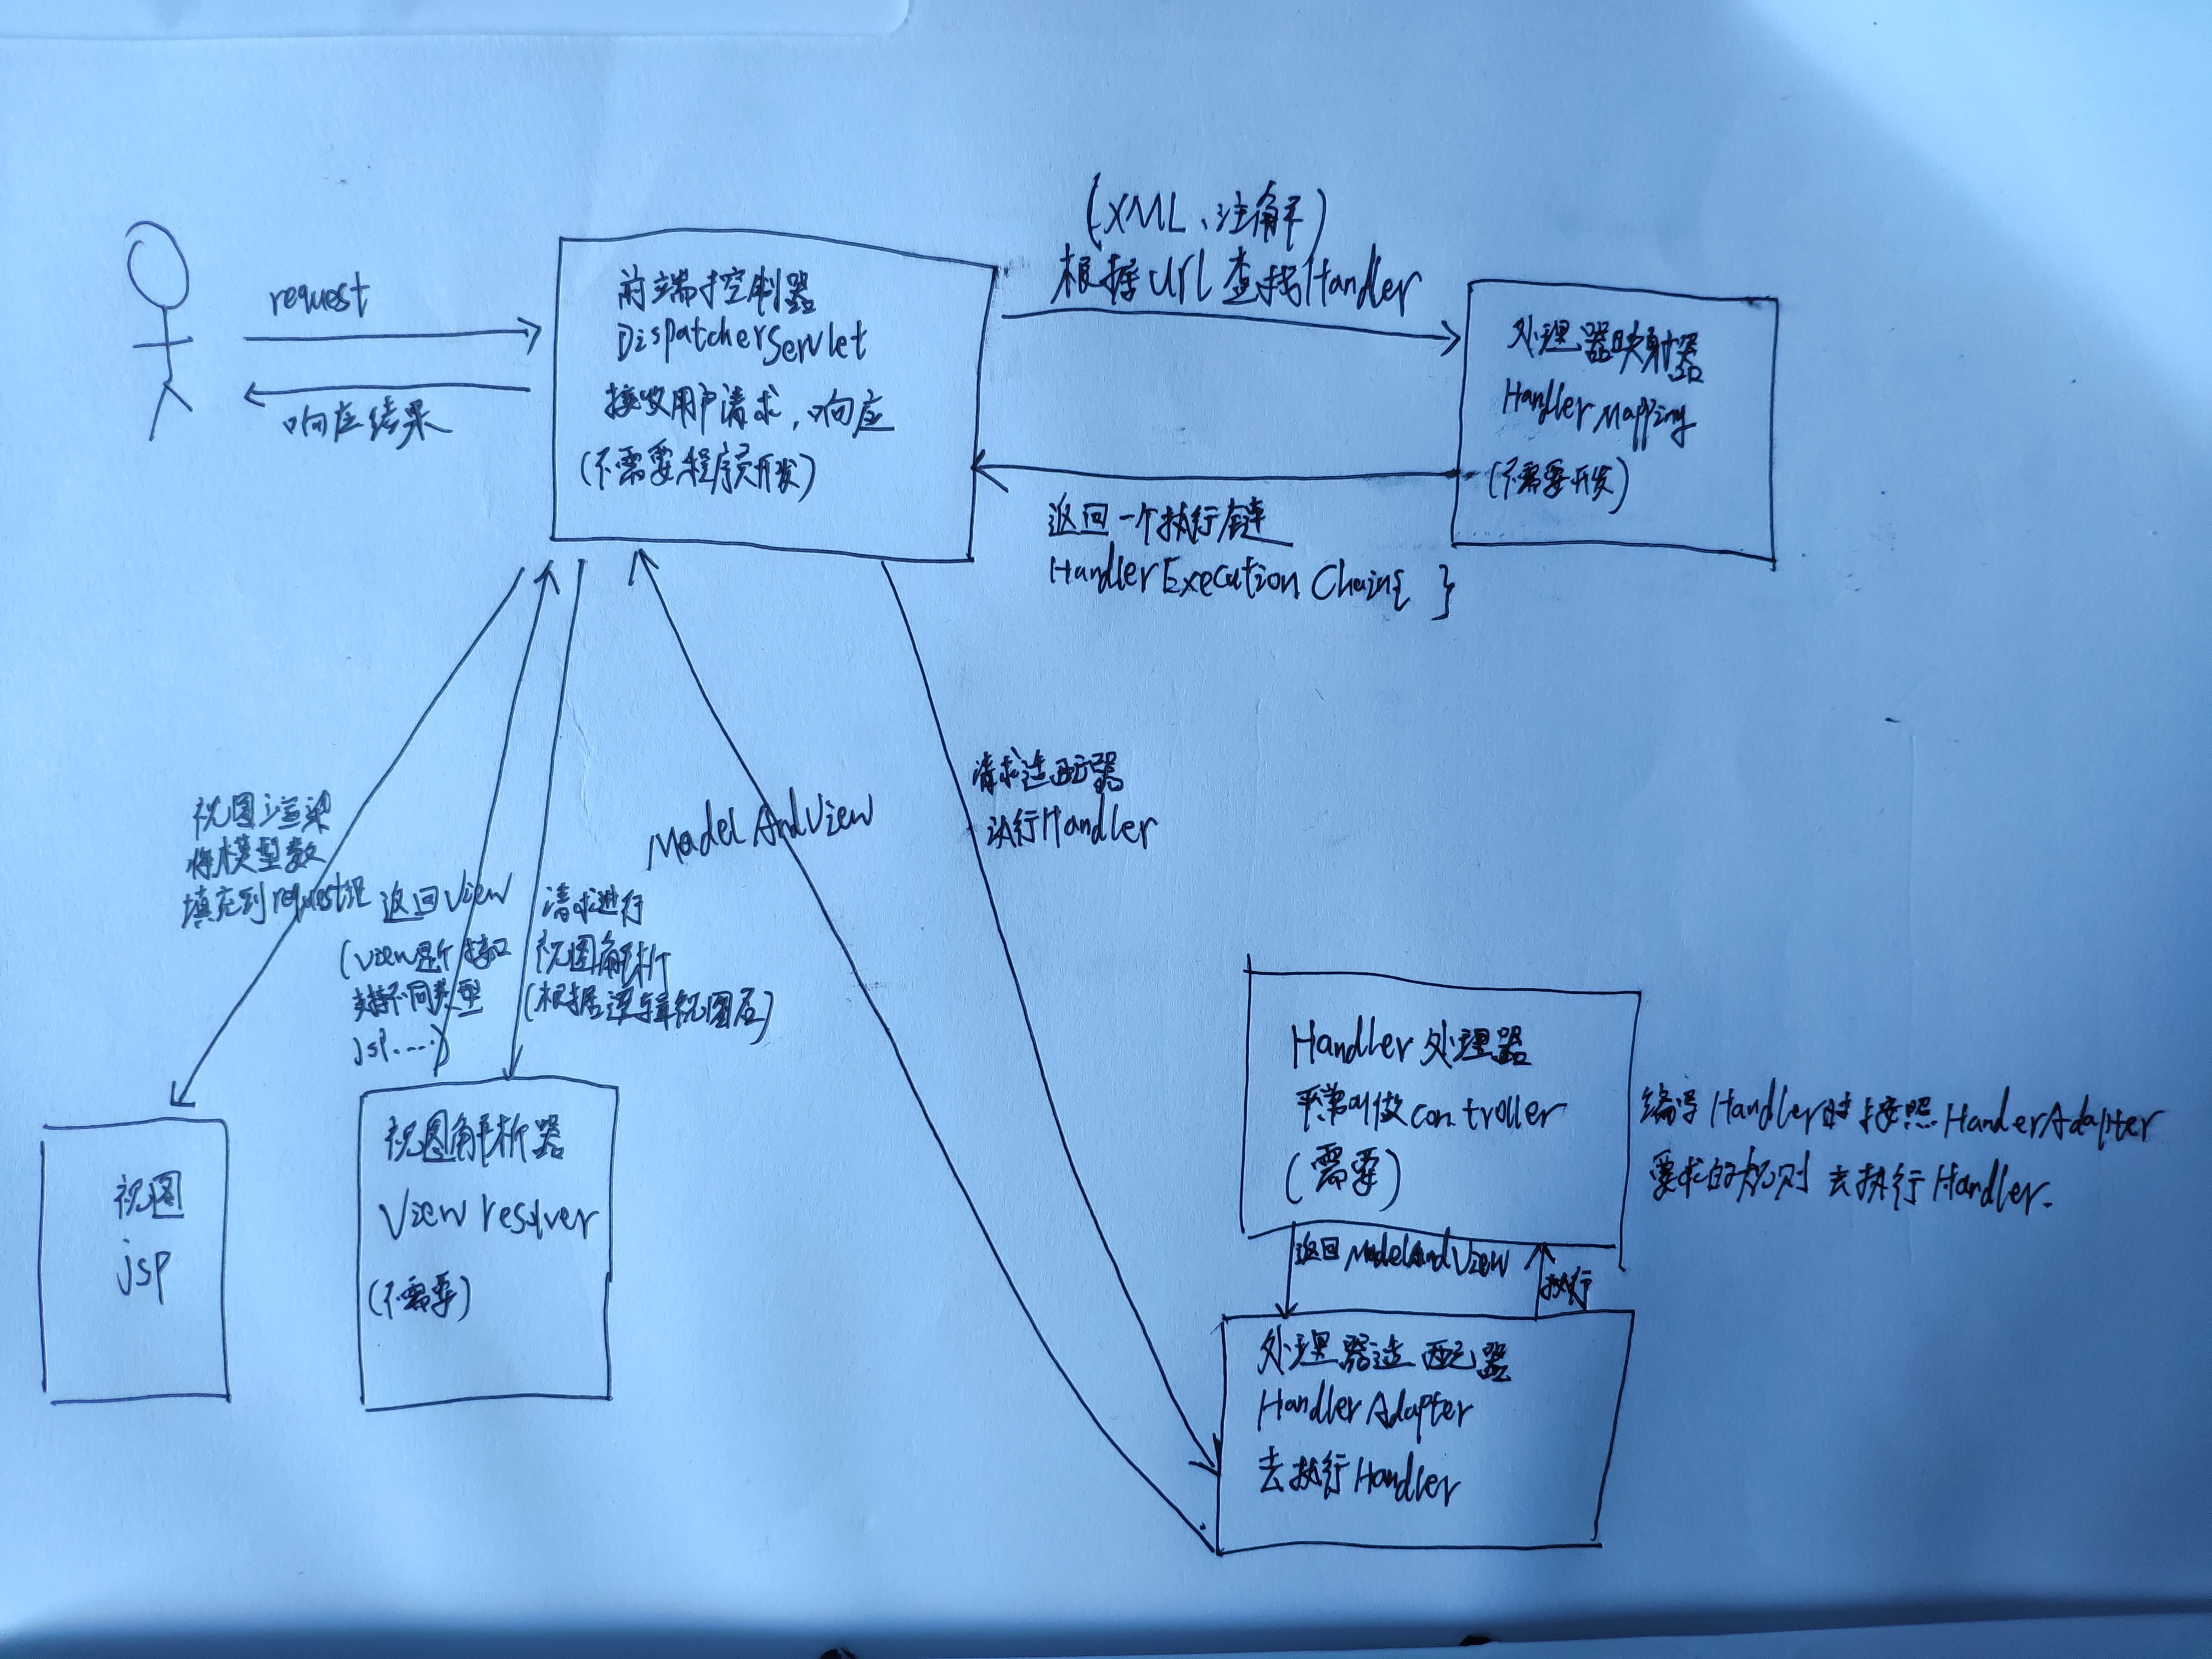 request
响应结果
前端控制器
DispatcherServlet
接收用户请求,响应
(不需要程序员开发)
(XML、注解)
根据url查找Handler
处理器映射器
HandlerMapping
(不需要开发)
返回一个执行链
HandlerExecutionChain{ }
请求适配器
执行Handler
ModelAndView
视图渲染
将模型数
填充到request
返回View
(View是个接口
支持不同类型
jsp.....)
请求进行
视图解析
(根据逻辑视图名)
视图
jsp
视图解析器
View resolver
(不需要)
Handler处理器
平常叫做controller
(需要)
编写Handler时按照HanderAdapter
要求的规则去执行Handler.
返回ModelAndView
执行
处理器适配器
HandlerAdapter
去执行Handler